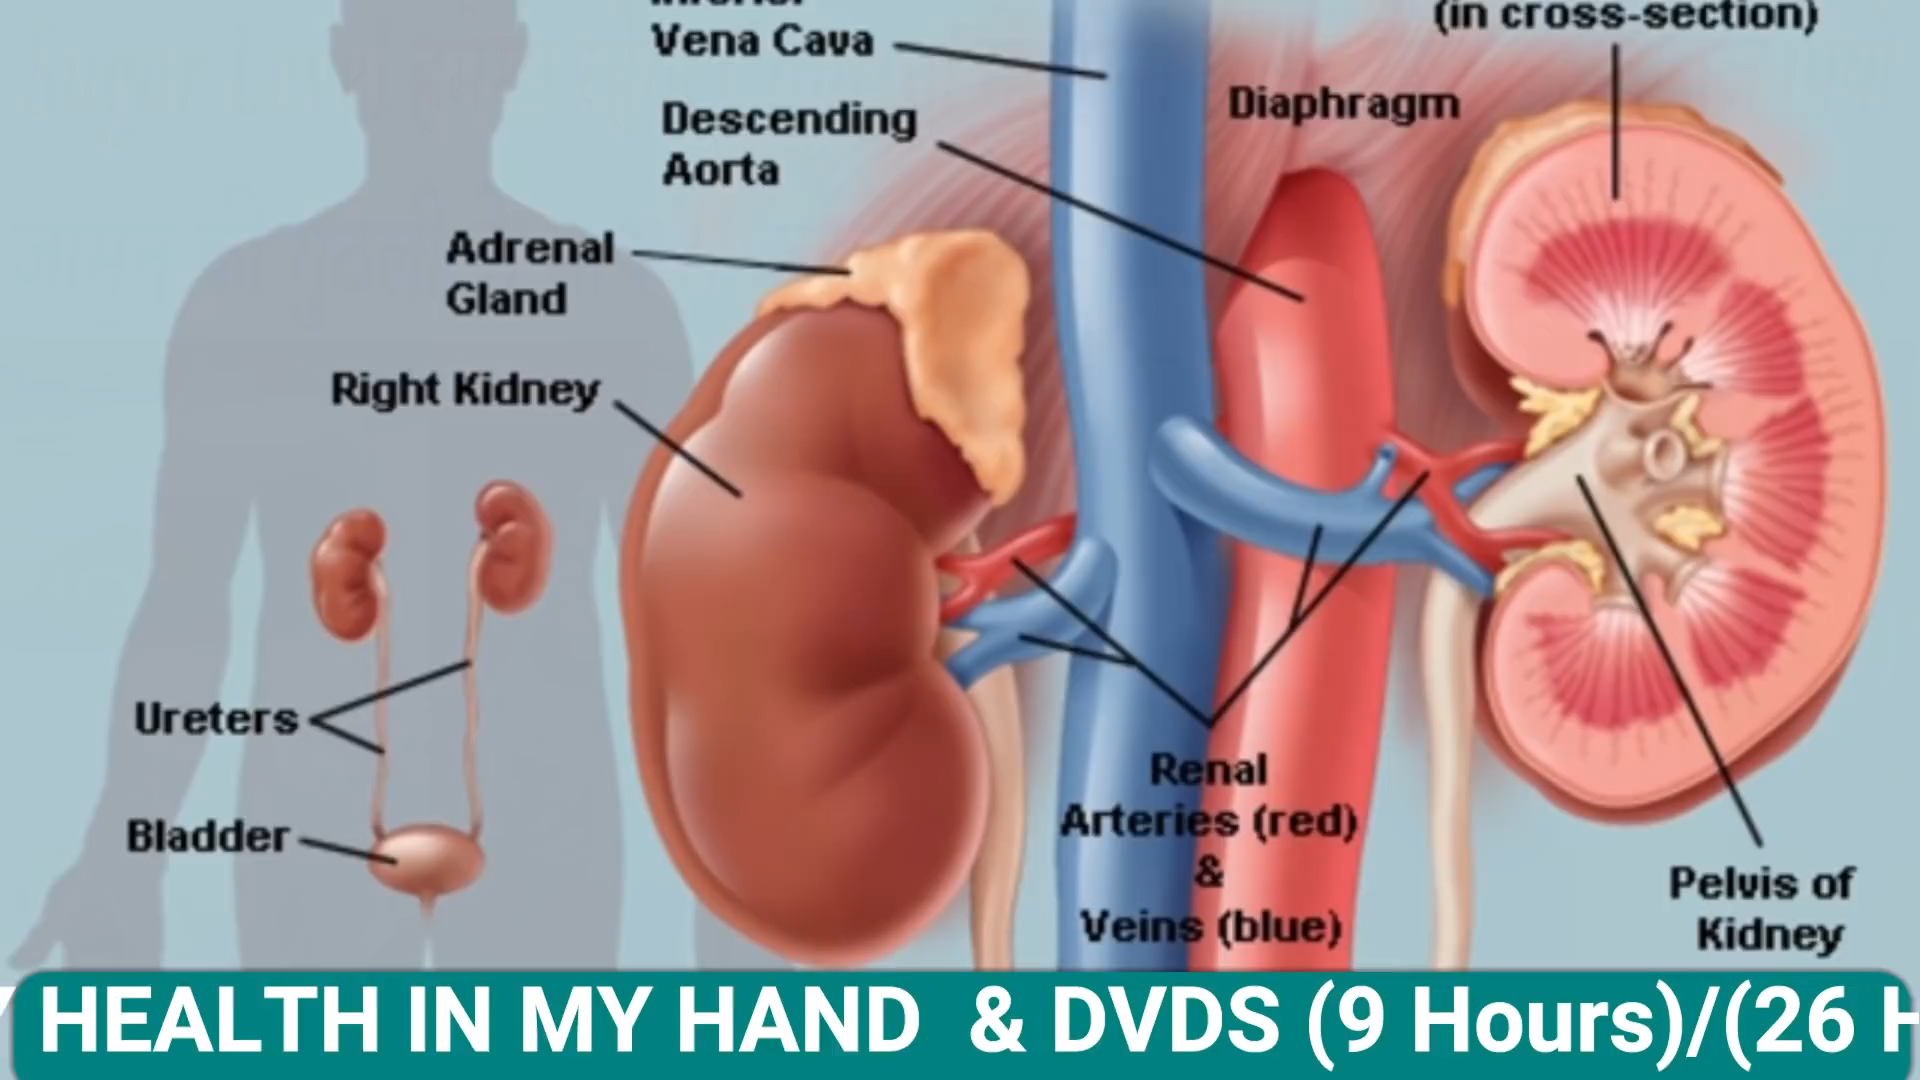 Vena Cava
(in cross-section)
Descending
Aorta
Diaphragm
Adrenal
Gland
Right Kidney
Ureters
Bladder
Renal
Arteries (red)
&
Veins (blue)
Pelvis of
Kidney
HEALTH IN MY HAND & DVDS (9 Hours)/(26 H